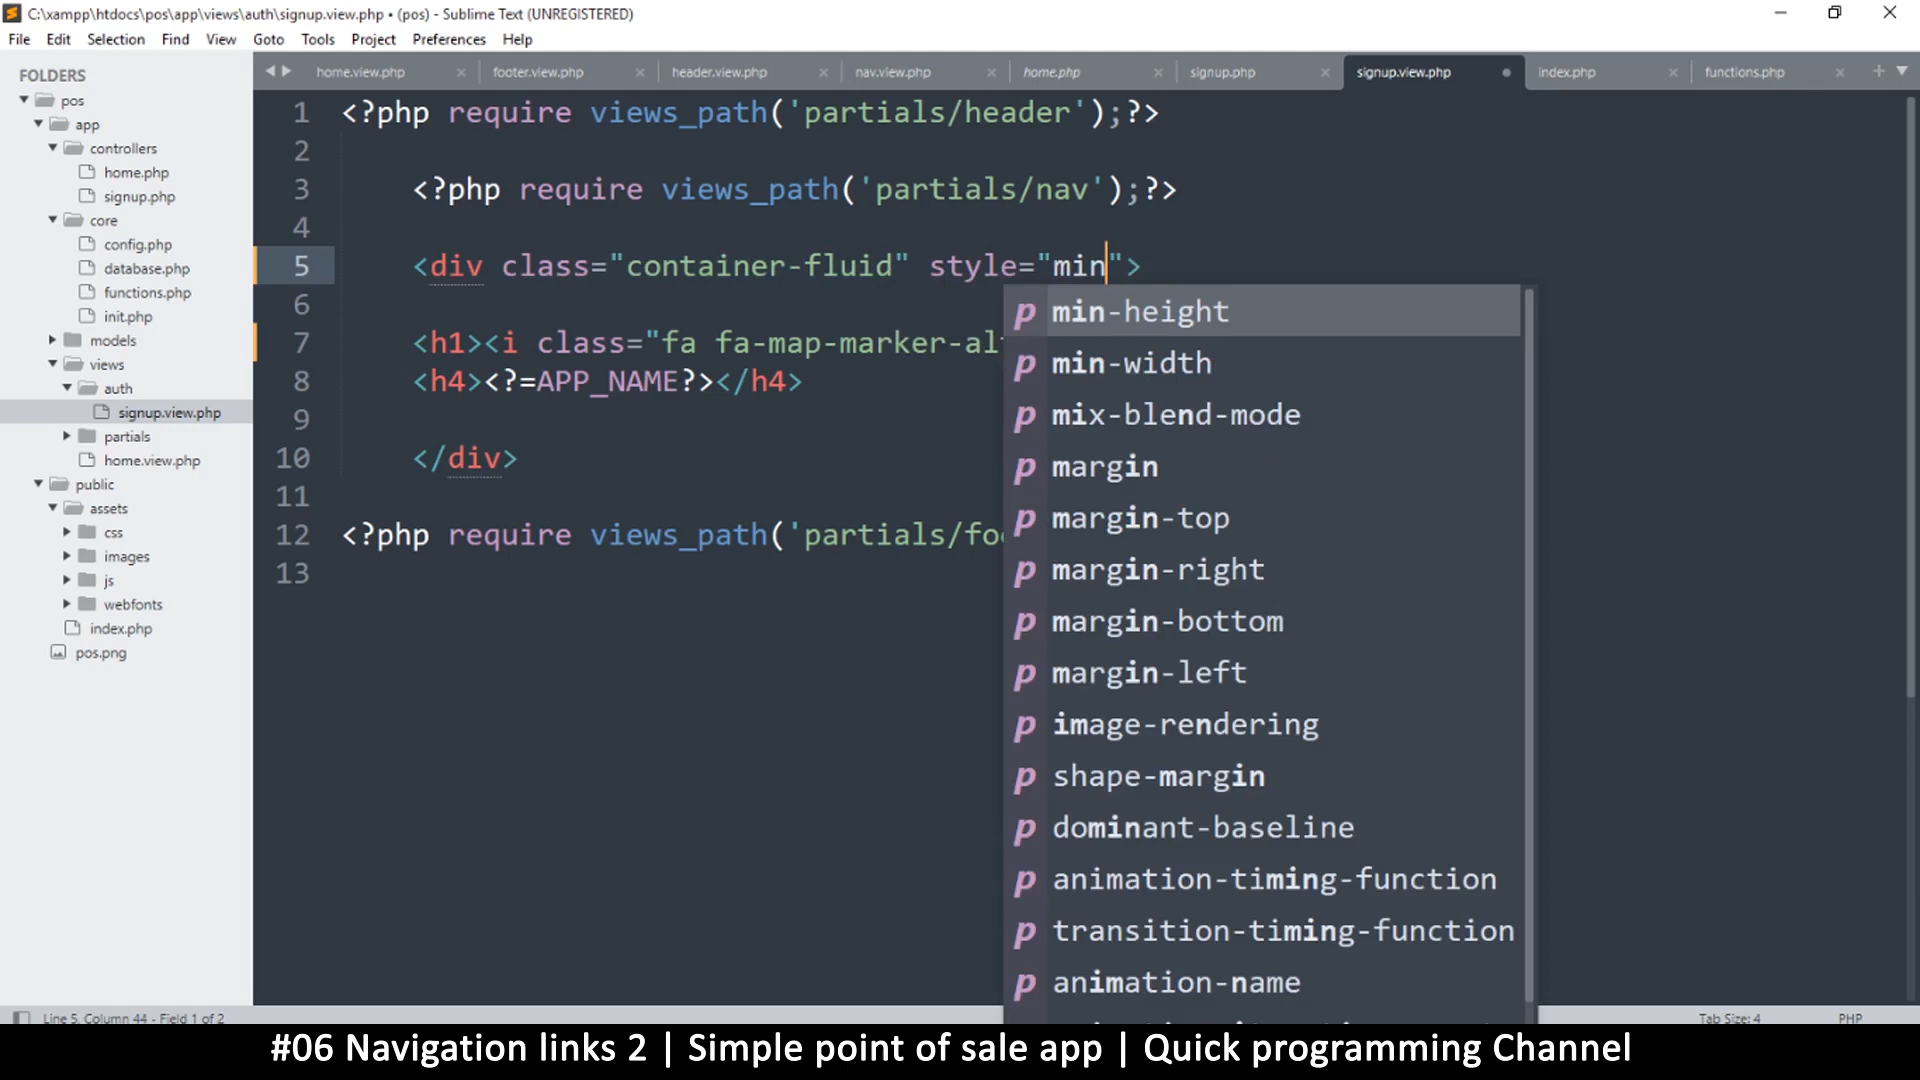 C:\xampp\htdocs\pos\app\views\auth\signup.view.php • (pos) - Sublime Text (UNREGISTERED)
File Edit Selection Find View Goto Tools Project Preferences Help
FOLDERS
pos
app
controllers
home.php
signup.php
core
config.php
database.php
functions.php
init.php
models
views
auth
signup.view.php
partials
home.view.php
public
assets
css
images
js
webfonts
index.php
pos.png
home.view.php footer.view.php header.view.php nav.view.php home.php signup.php signup.view.php index.php functions.php
1 <?php require views_path('partials/header');?>
2
3 <?php require views_path('partials/nav');?>
4
5 <div class="container-fluid" style="min">
6
7 <h1><i class="fa fa-map-marker-al
8 <h4><?=APP_NAME?></h4>
9
10 </div>
11
12 <?php require views_path('partials/fo
13
p min-height
p min-width
p mix-blend-mode
p margin
p margin-top
p margin-right
p margin-bottom
p margin-left
p image-rendering
p shape-margin
p dominant-baseline
p animation-timing-function
p transition-timing-function
p animation-name
Line 5, Column 44 - Field 1 of 2 Tab Size: 4 PHP
#06 Navigation links 2 | Simple point of sale app | Quick programming Channel